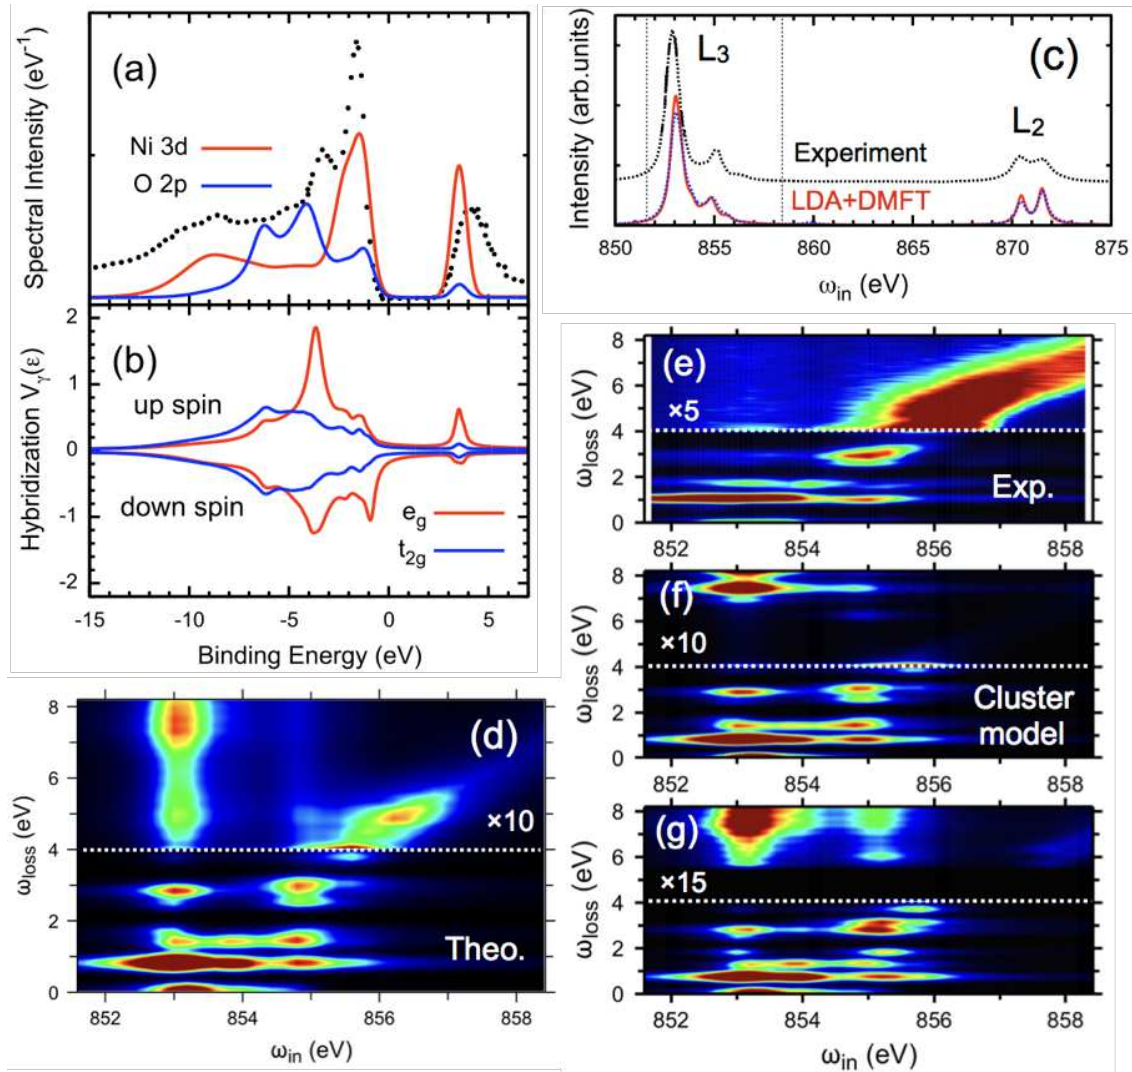 (a)
Spectral Intensity (eV⁻¹)
Ni 3d
O 2p
(b)
Hybridization Vγ(ε)
2
1
0
-1
-2
up spin
down spin
eg
t2g
-15 -10 -5 0 5
Binding Energy (eV)
(c)
Intensity (arb.units)
L3
L2
Experiment
LDA+DMFT
850 855 860 865 870 875
ωin (eV)
(d)
ωloss (eV)
8
6
4
2
0
×10
Theo.
852 854 856 858
ωin (eV)
(e)
ωloss (eV)
8
6
4
2
0
×5
Exp.
852 854 856 858
(f)
ωloss (eV)
8
6
4
2
0
×10
Cluster
model
852 854 856 858
(g)
ωloss (eV)
8
6
4
2
0
×15
852 854 856 858
ωin (eV)